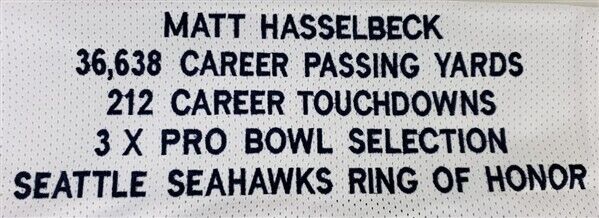 MATT HASSELBECK
36,638 CAREER PASSING YARDS
212 CAREER TOUCHDOWNS
3 X PRO BOWL SELECTION
SEATTLE SEAHAWKS RING OF HONOR